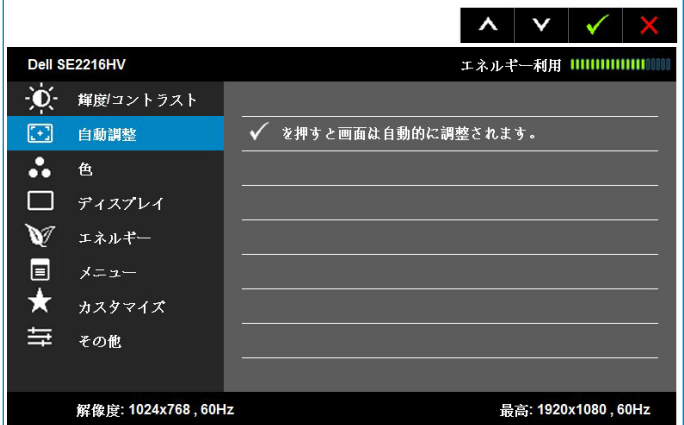 Dell SE2216HV
エネルギー利用
輝度/コントラスト
自動調整
を押すと画面は自動的に調整されます。
色
ディスプレイ
エネルギー
メニュー
カスタマイズ
その他
解像度: 1024x768 , 60Hz
最高: 1920x1080 , 60Hz